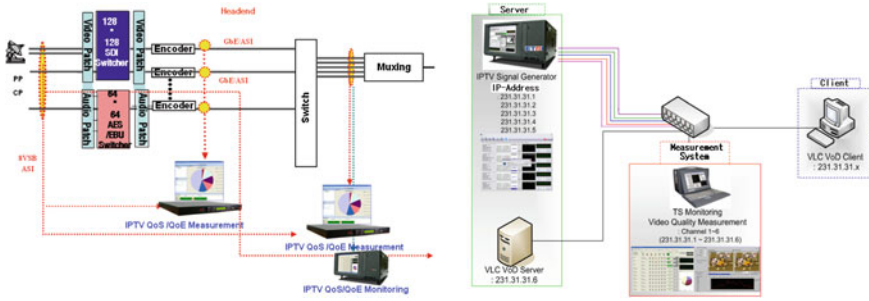 Headend
Video Patch
128
*
128
SDI
Switcher
Video Patch
Encoder
GbE/ASI
Encoder
GbE/ASI
Encoder
PP
CP
Audio Patch
64
*
64
AES
/EBU
Switcher
Audio Patch
Switch
Muxing
8VSB
ASI
IPTV QoS /QoE Measurement
IPTV QoS /QoE Measurement
IPTV QoS/QoE Monitoring
Server
IPTV Signal Generator
IP-Address
: 231.31.31.1
: 231.31.31.2
: 231.31.31.3
: 231.31.31.4
: 231.31.31.5
VLC VoD Server
: 231.31.31.6
Measurement
System
TS Monitoring
Video Quality Measurement
: Channel 1~6
(231.31.31.1 ~ 231.31.31.6)
Client
VLC VoD Client
: 231.31.31.x